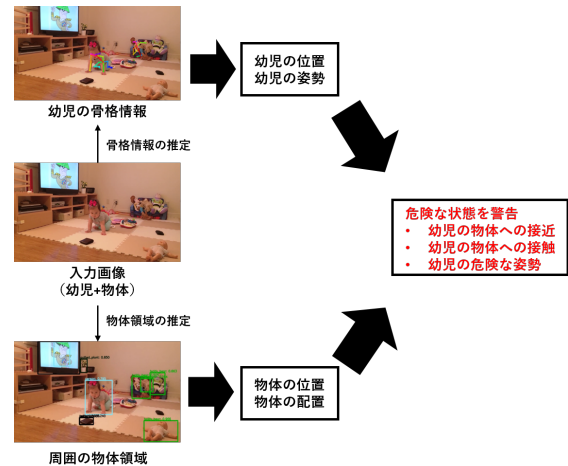 幼児の骨格情報
骨格情報の推定
入力画像
（幼児+物体）
物体領域の推定
周囲の物体領域
幼児の位置
幼児の姿勢
物体の位置
物体の配置
危険な状態を警告
• 幼児の物体への接近
• 幼児の物体への接触
• 幼児の危険な姿勢